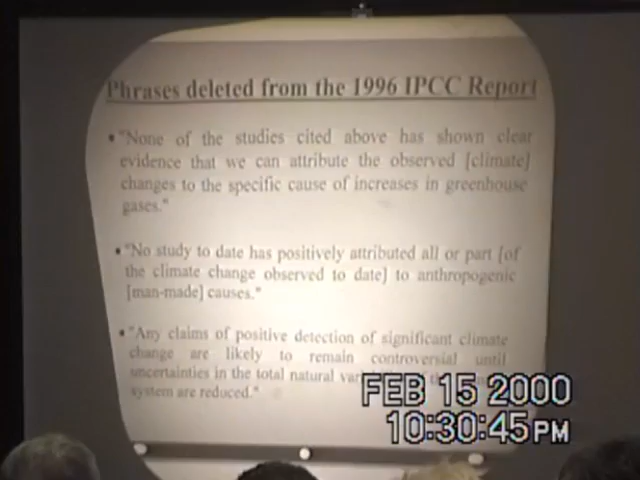 Phrases deleted from the 1996 IPCC Report
• "None of the studies cited above has shown clear
evidence that we can attribute the observed [climate]
changes to the specific cause of increases in greenhouse
gases."
• "No study to date has positively attributed all or part [of
the climate change observed to date] to anthropogenic
[man-made] causes."
• "Any claims of positive detection of significant climate
change are likely to remain controversial until
uncertainties in the total natural
system are reduced."
FEB 15 2000
10:30:45PM